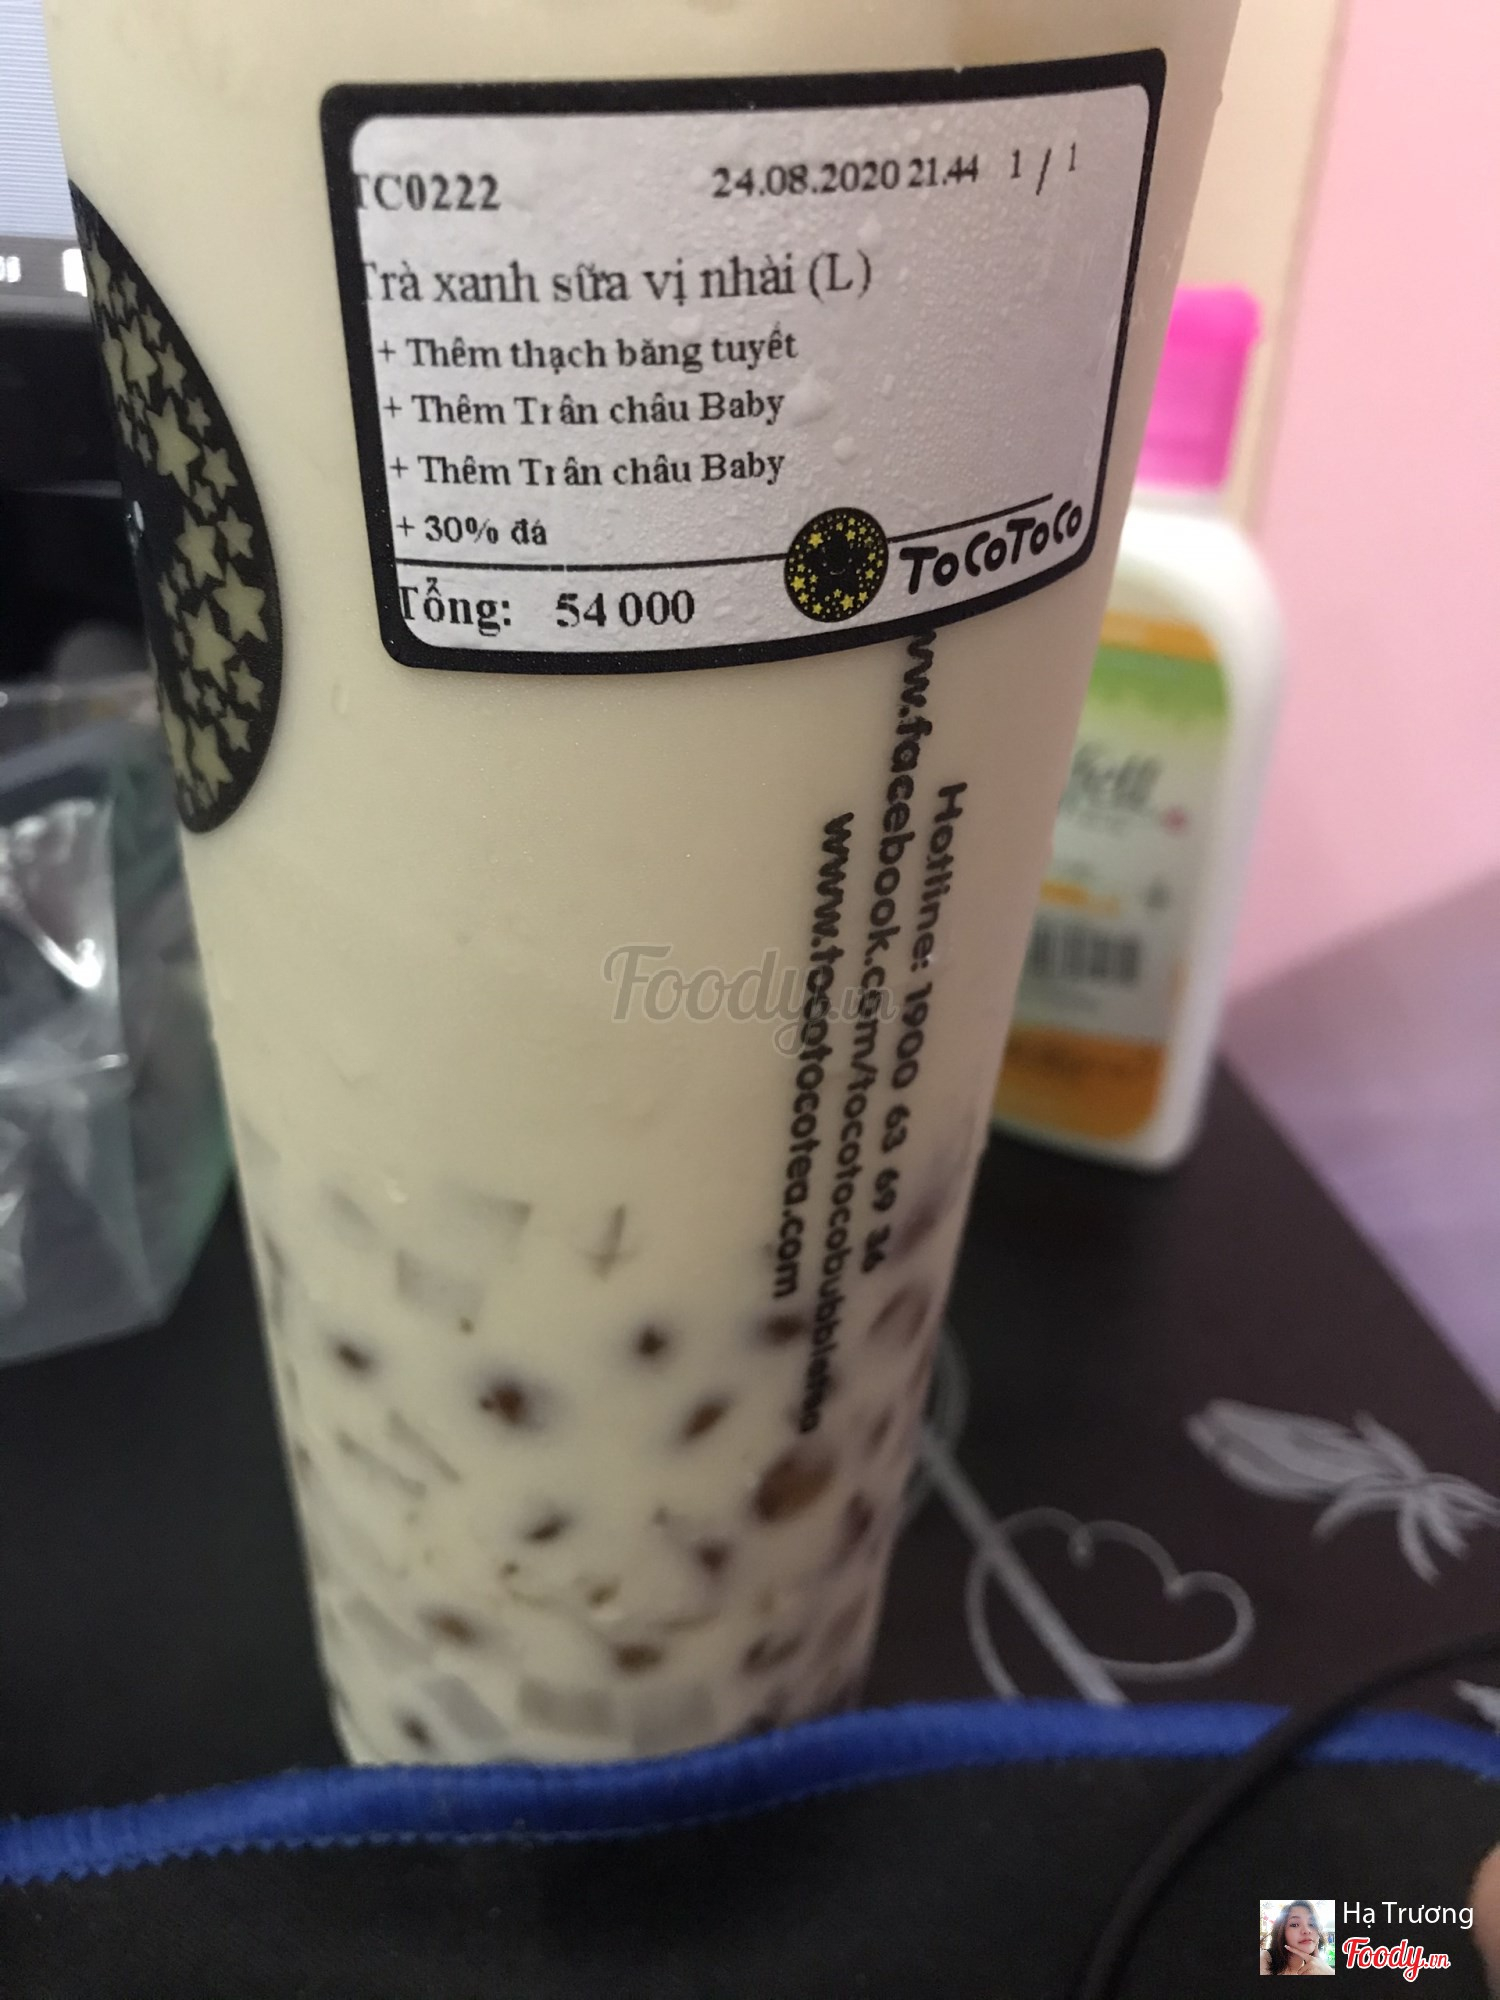 TC0222 24.08.2020 21.44 1 / 1
Trà xanh sữa vị nhài (L)
+ Thêm thạch băng tuyết
+ Thêm Trân châu Baby
+ Thêm Trân châu Baby
+ 30% đá
Tổng: 54 000
ToCoToCo
Hotline: 1900 63 69 36
www.facebook.com/tocotocobubbletea
www.tocotocotea.com
Foody.vn
Hạ Trương
Foody.vn